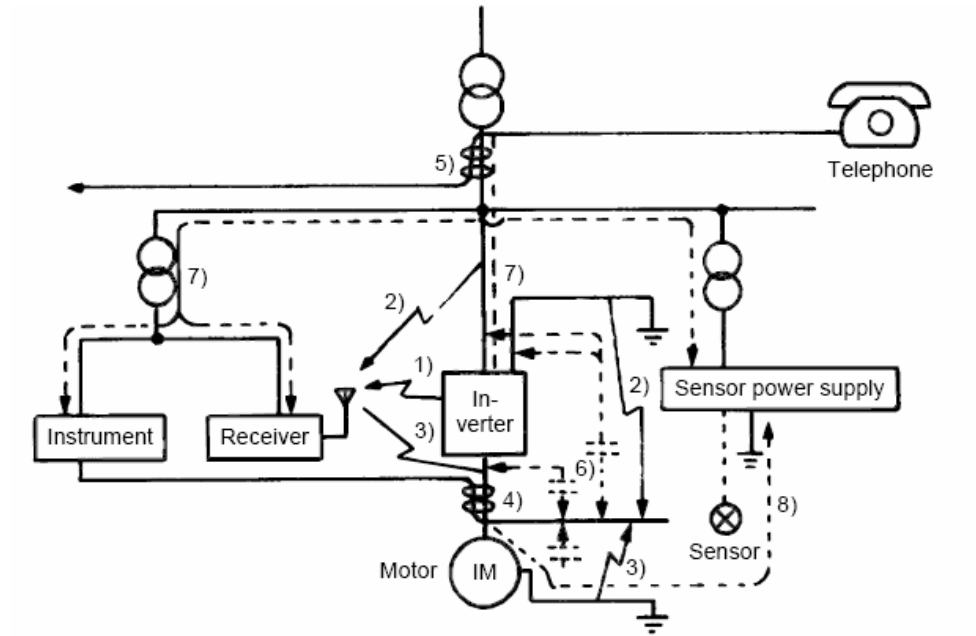 5)
Telephone
7)
7)
2)
1)
2)
In-
verter
Sensor power supply
Instrument
Receiver
3)
6)
4)
8)
Sensor
Motor
IM
3)